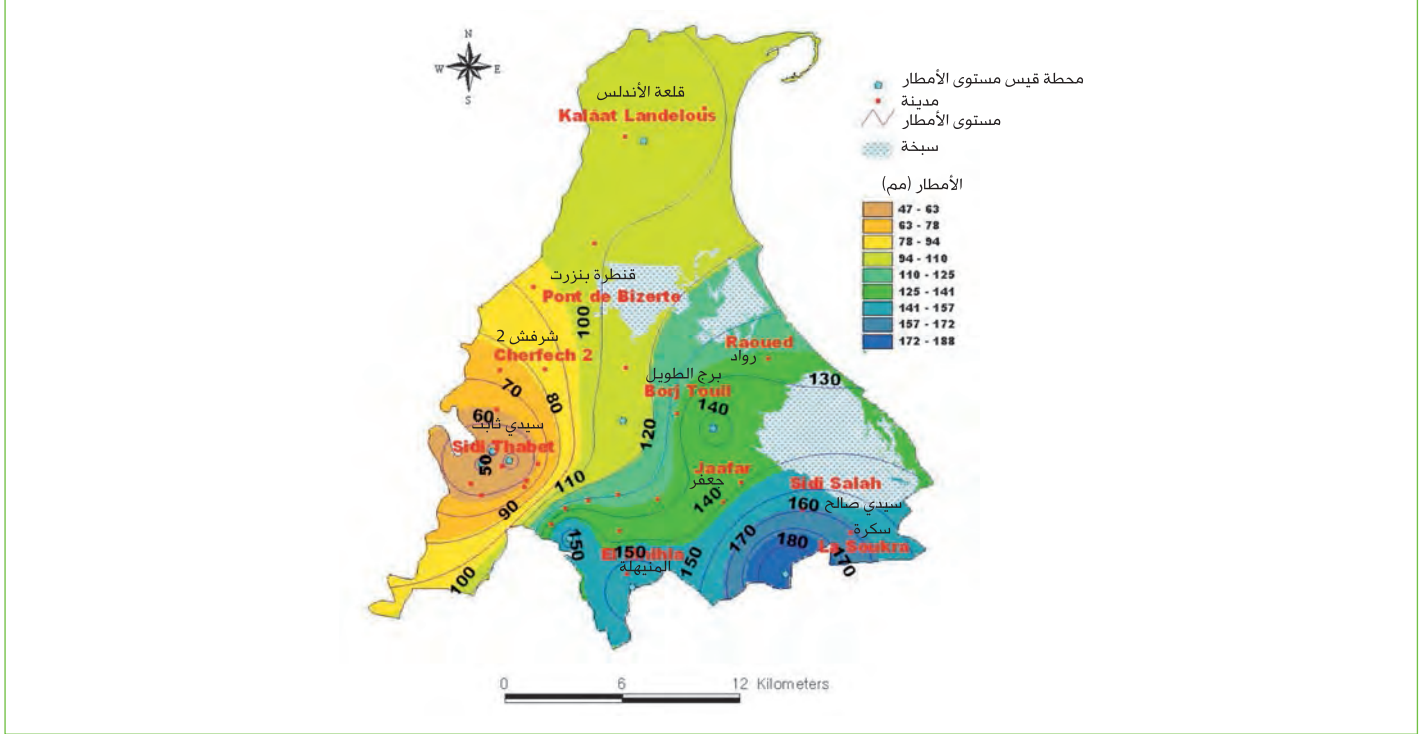 N
W E
S
محطة قيس مستوى الأمطار
مدينة
مستوى الأمطار
سبخة
الأمطار (مم)
47 - 63
63 - 78
78 - 94
94 - 110
110 - 125
125 - 141
141 - 157
157 - 172
172 - 188
قلعة الأندلس
Kalaat Landelous
قنطرة بنزرت
Pont de Bizerte
100
شرفش 2
Cherfech 2
Raoued
رواد
برج الطويل
Borj Touil
130
70
80
140
60
سيدي ثابت
120
Sidi Thabet
50
Jaafar
جعفر
110
Sidi Salah
140
160
سيدي صالح
90
سكرة
170
180
La Soukra
150
150
المنيهلة
150
170
100
0 6 12 Kilometers